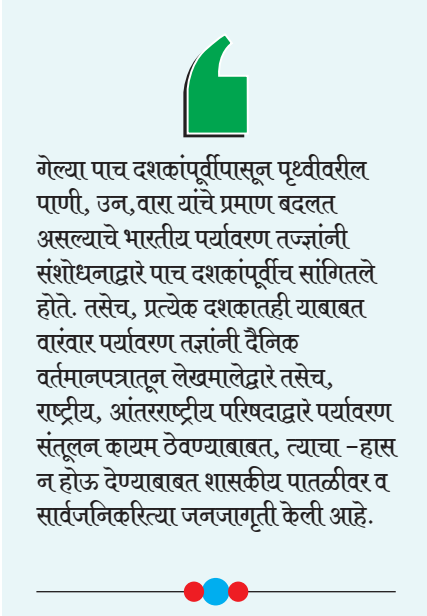 गेल्या पाच दशकांपूर्वीपासून पृथ्वीवरील
पाणी, उन,वारा यांचे प्रमाण बदलत
असल्याचे भारतीय पर्यावरण तज्ज्ञांनी
संशोधनाद्वारे पाच दशकांपूर्वीच सांगितले
होते. तसेच, प्रत्येक दशकातही याबाबत
वारंवार पर्यावरण तज्ञांनी दैनिक
वर्तमानपत्रातून लेखमालेद्वारे तसेच,
राष्ट्रीय, आंतरराष्ट्रीय परिषदाद्वारे पर्यावरण
संतूलन कायम ठेवण्याबाबत, त्याचा -हास
न होऊ देण्याबाबत शासकीय पातळीवर व
सार्वजनिकरित्या जनजागृती केली आहे.